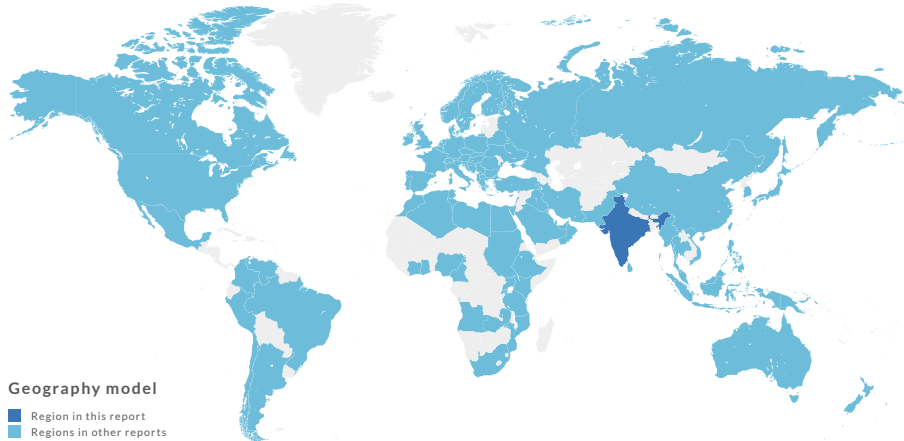 Geography model
Region in this report
Regions in other reports